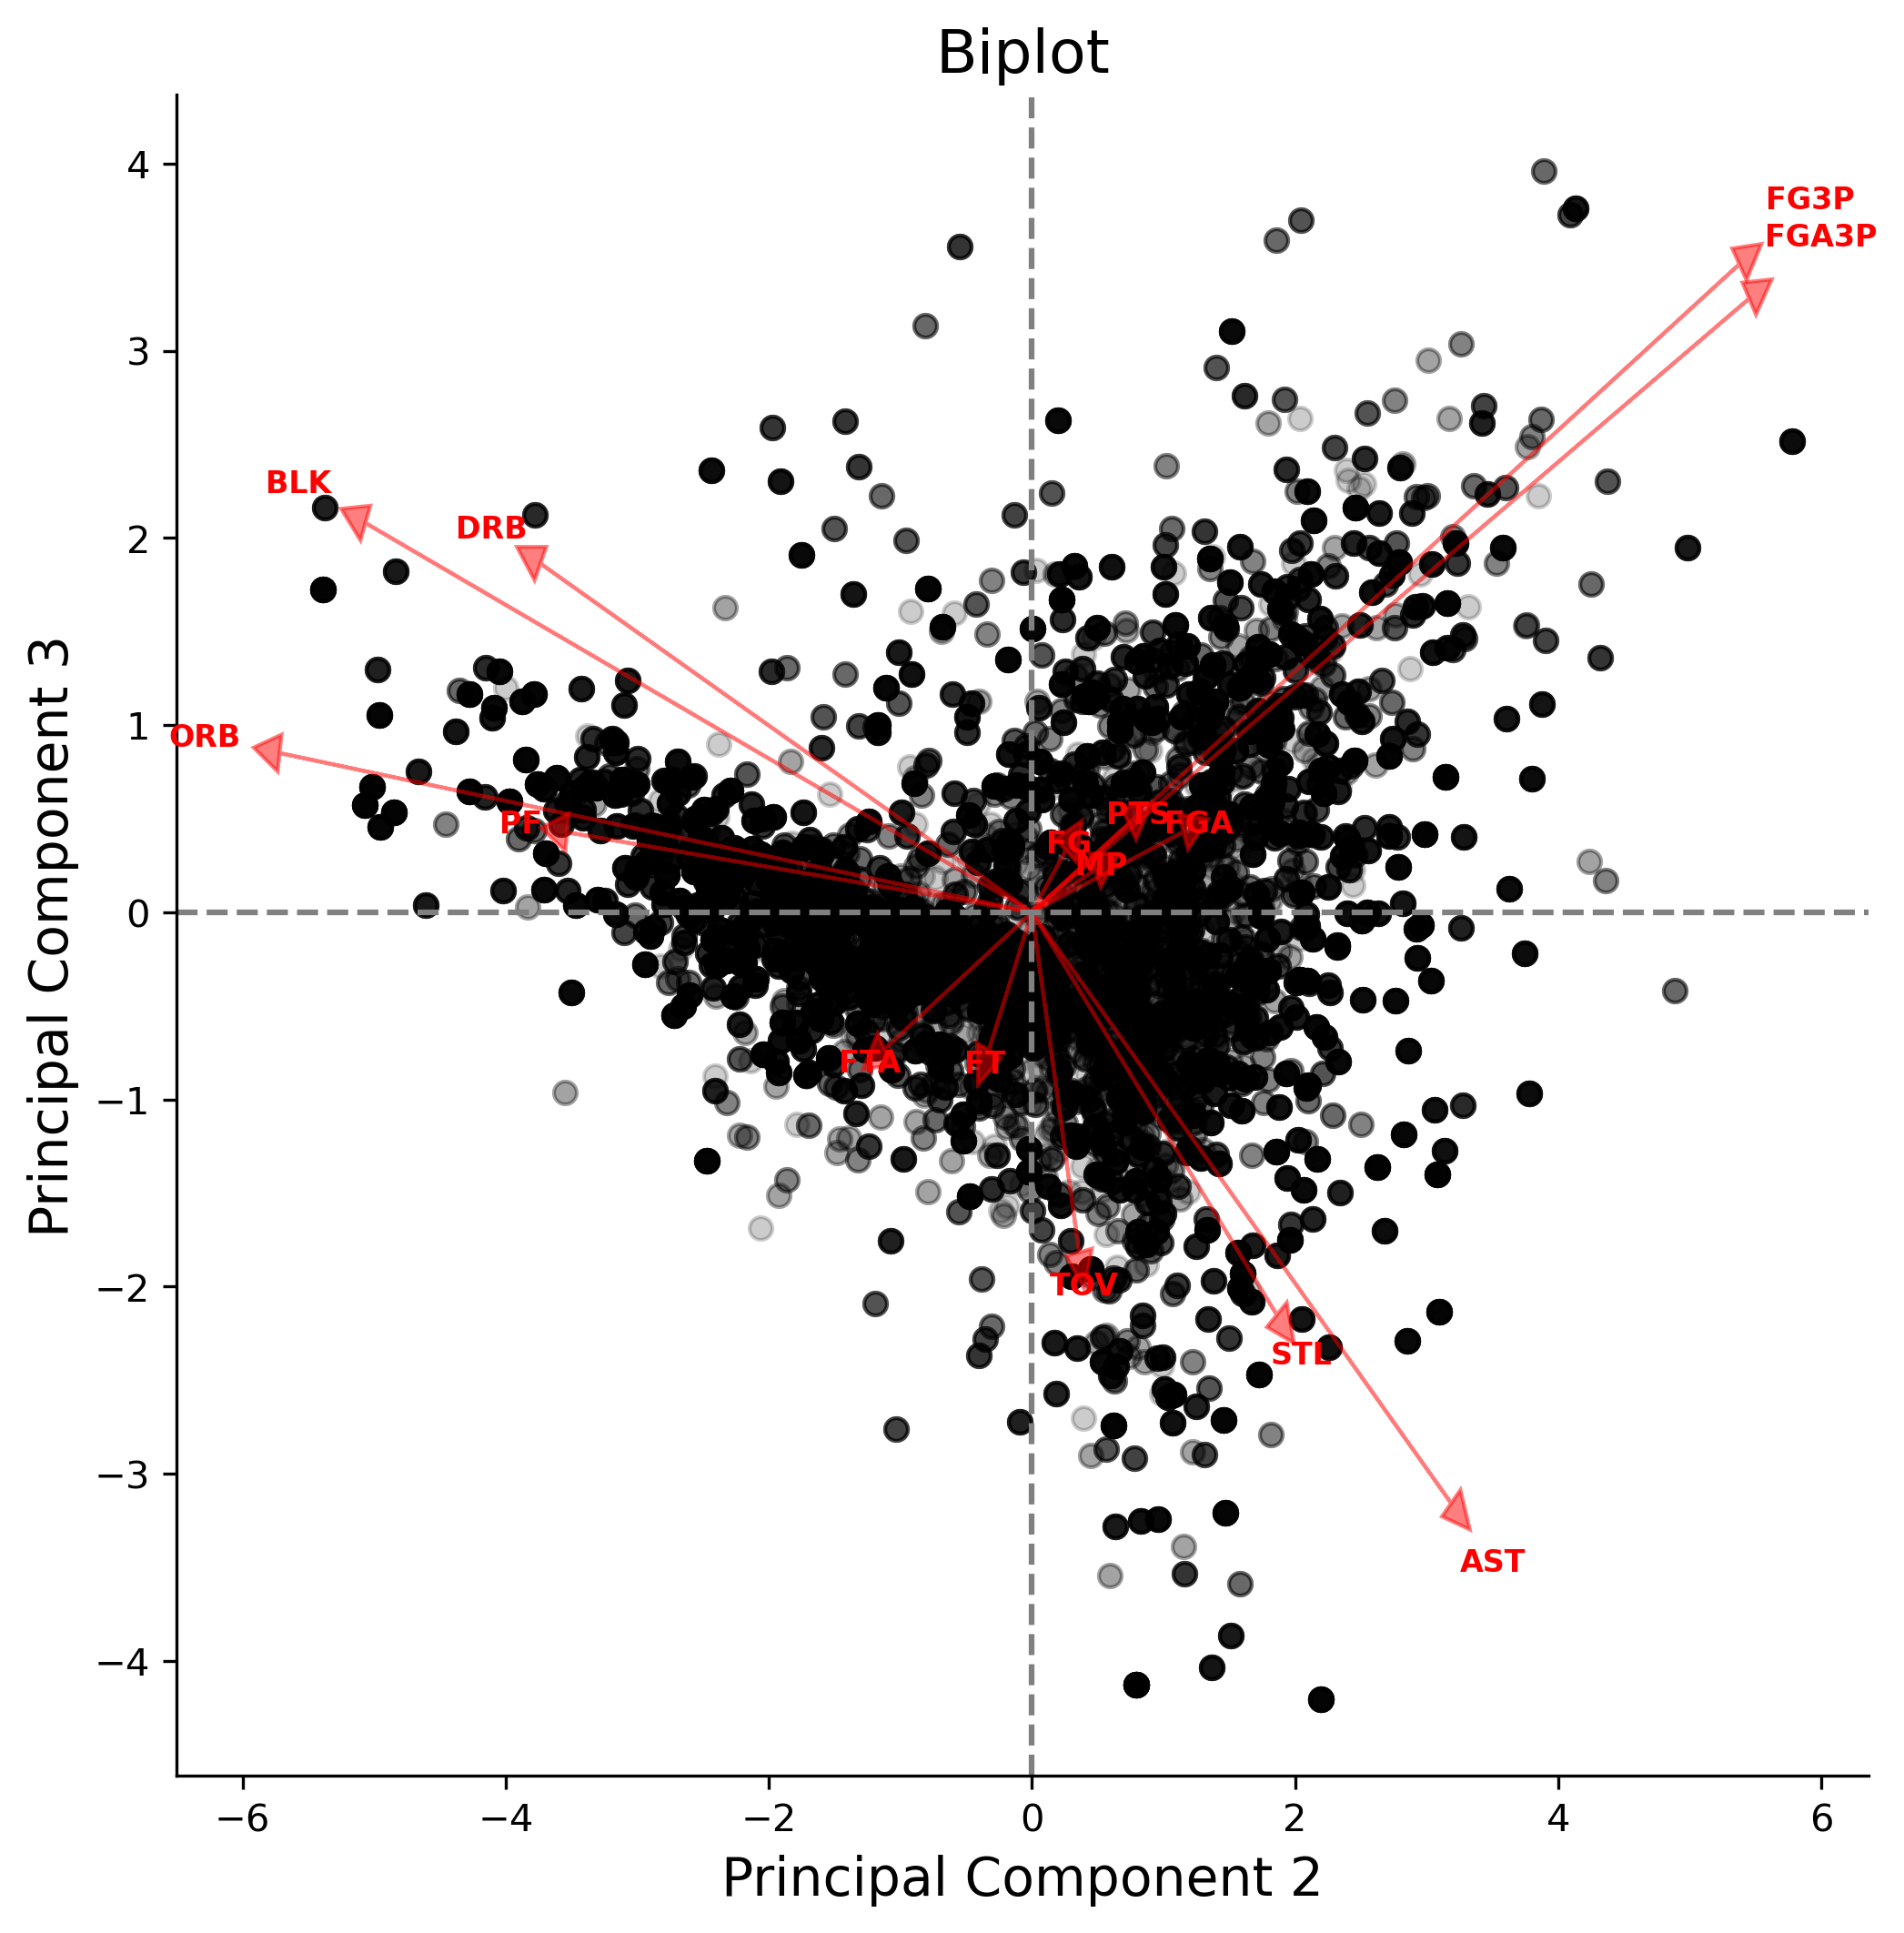 Biplot
4
FG3P
FGA3P
3
BLK
2
DRB
1
ORB
PF
PTS
FGA
FG
MP
0
FTA
FT
−1
TOV
−2
STL
−3
AST
−4
Principal Component 3
−6
−4
−2
0
2
4
6
Principal Component 2